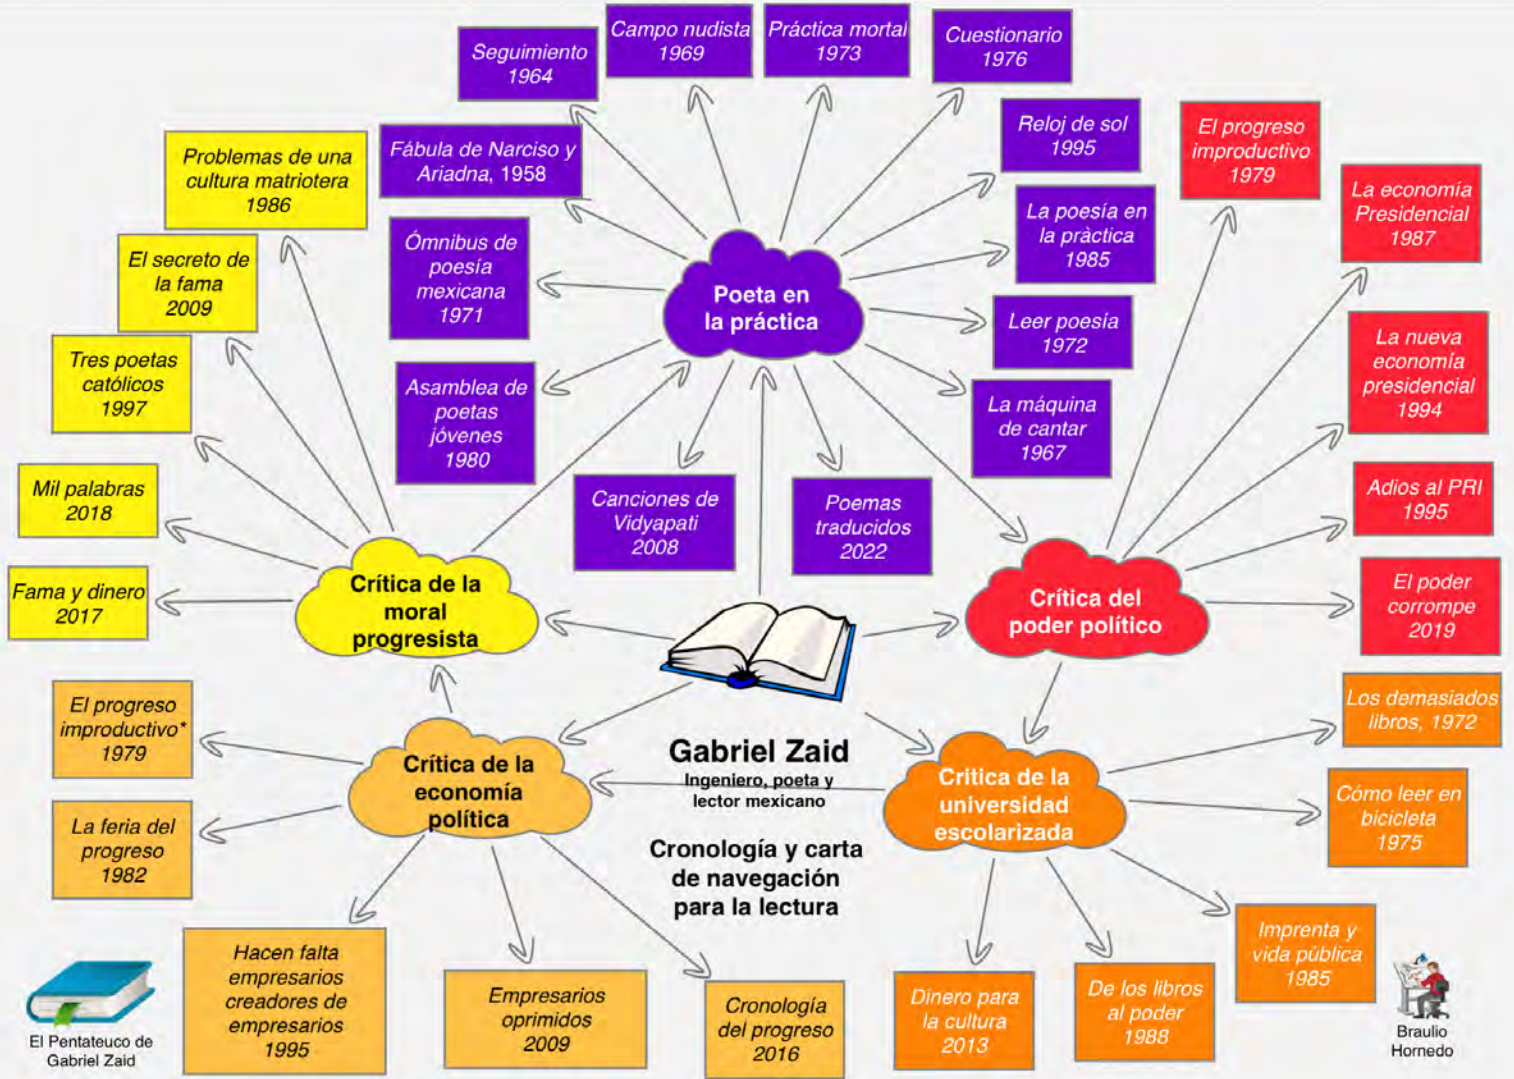 Seguimiento
1964
Campo nudista
1969
Práctica mortal
1973
Cuestionario
1976
Fábula de Narciso y
Ariadna, 1958
Ómnibus de
poesía
mexicana
1971
Asamblea de
poetas
jóvenes
1980
Canciones de
Vidyapati
2008
Poemas
traducidos
2022
La máquina
de cantar
1967
Leer poesía
1972
La poesía en
la pràctica
1985
Reloj de sol
1995
Poeta en
la práctica
Problemas de una
cultura matriotera
1986
El secreto de
la fama
2009
Tres poetas
católicos
1997
Mil palabras
2018
Fama y dinero
2017
Crítica de la
moral
progresista
El progreso
improductivo
1979
La economía
Presidencial
1987
La nueva
economía
presidencial
1994
Adios al PRI
1995
El poder
corrompe
2019
Crítica del
poder político
El progreso
improductivo*
1979
La feria del
progreso
1982
Hacen falta
empresarios
creadores de
empresarios
1995
Empresarios
oprimidos
2009
Cronología
del progreso
2016
Crítica de la
economía
política
Gabriel Zaid
Ingeniero, poeta y
lector mexicano
Cronología y carta
de navegación
para la lectura
Critica de la
universidad
escolarizada
Los demasiados
libros, 1972
Cómo leer en
bicicleta
1975
Imprenta y
vida pública
1985
De los libros
al poder
1988
Dinero para
la cultura
2013
El Pentateuco de
Gabriel Zaid
Braulio
Hornedo